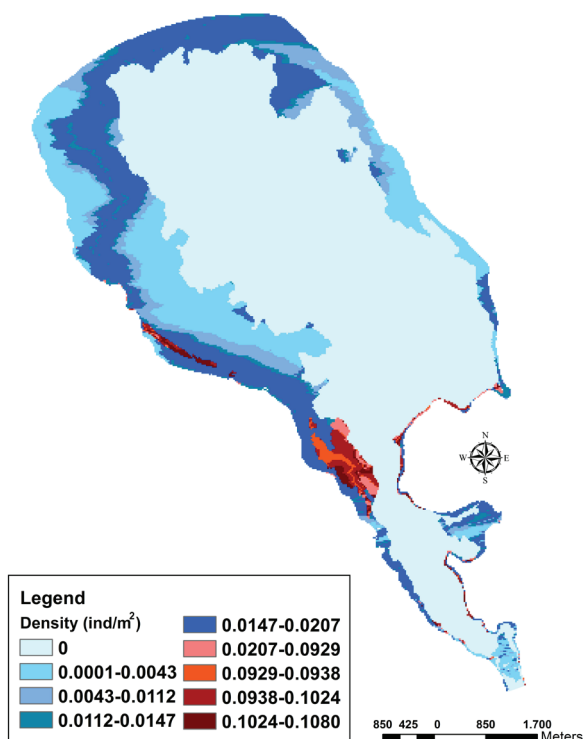 N
W E
S
Legend
Density (ind/m²)
0
0.0001-0.0043
0.0043-0.0112
0.0112-0.0147
0.0147-0.0207
0.0207-0.0929
0.0929-0.0938
0.0938-0.1024
0.1024-0.1080
850 425 0 850 1.700
Meters